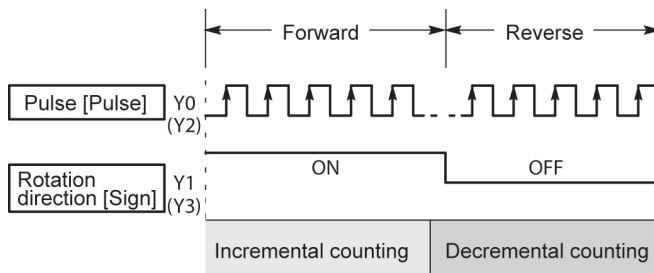 Forward Reverse
Pulse [Pulse] Y0
(Y2)
ON OFF
Rotation
direction [Sign] Y1
(Y3)
Incremental counting Decremental counting